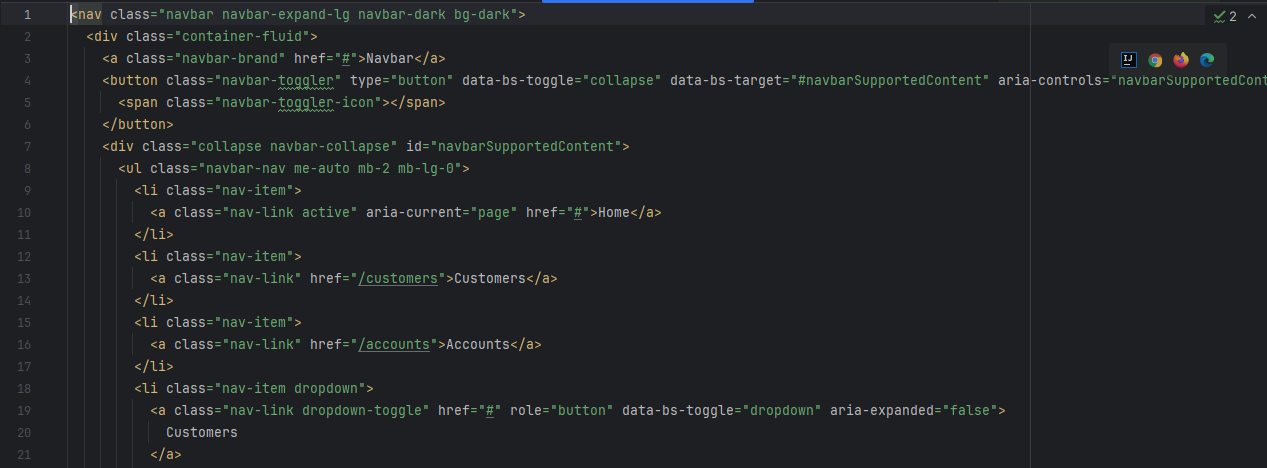 1 <nav class="navbar navbar-expand-lg navbar-dark bg-dark">
2 <div class="container-fluid">
3 <a class="navbar-brand" href="#">Navbar</a>
4 <button class="navbar-toggler" type="button" data-bs-toggle="collapse" data-bs-target="#navbarSupportedContent" aria-controls="navbarSupportedCont
5 <span class="navbar-toggler-icon"></span>
6 </button>
7 <div class="collapse navbar-collapse" id="navbarSupportedContent">
8 <ul class="navbar-nav me-auto mb-2 mb-lg-0">
9 <li class="nav-item">
10 <a class="nav-link active" aria-current="page" href="#">Home</a>
11 </li>
12 <li class="nav-item">
13 <a class="nav-link" href="/customers">Customers</a>
14 </li>
15 <li class="nav-item">
16 <a class="nav-link" href="/accounts">Accounts</a>
17 </li>
18 <li class="nav-item dropdown">
19 <a class="nav-link dropdown-toggle" href="#" role="button" data-bs-toggle="dropdown" aria-expanded="false">
20 Customers
21 </a>
2
IJ